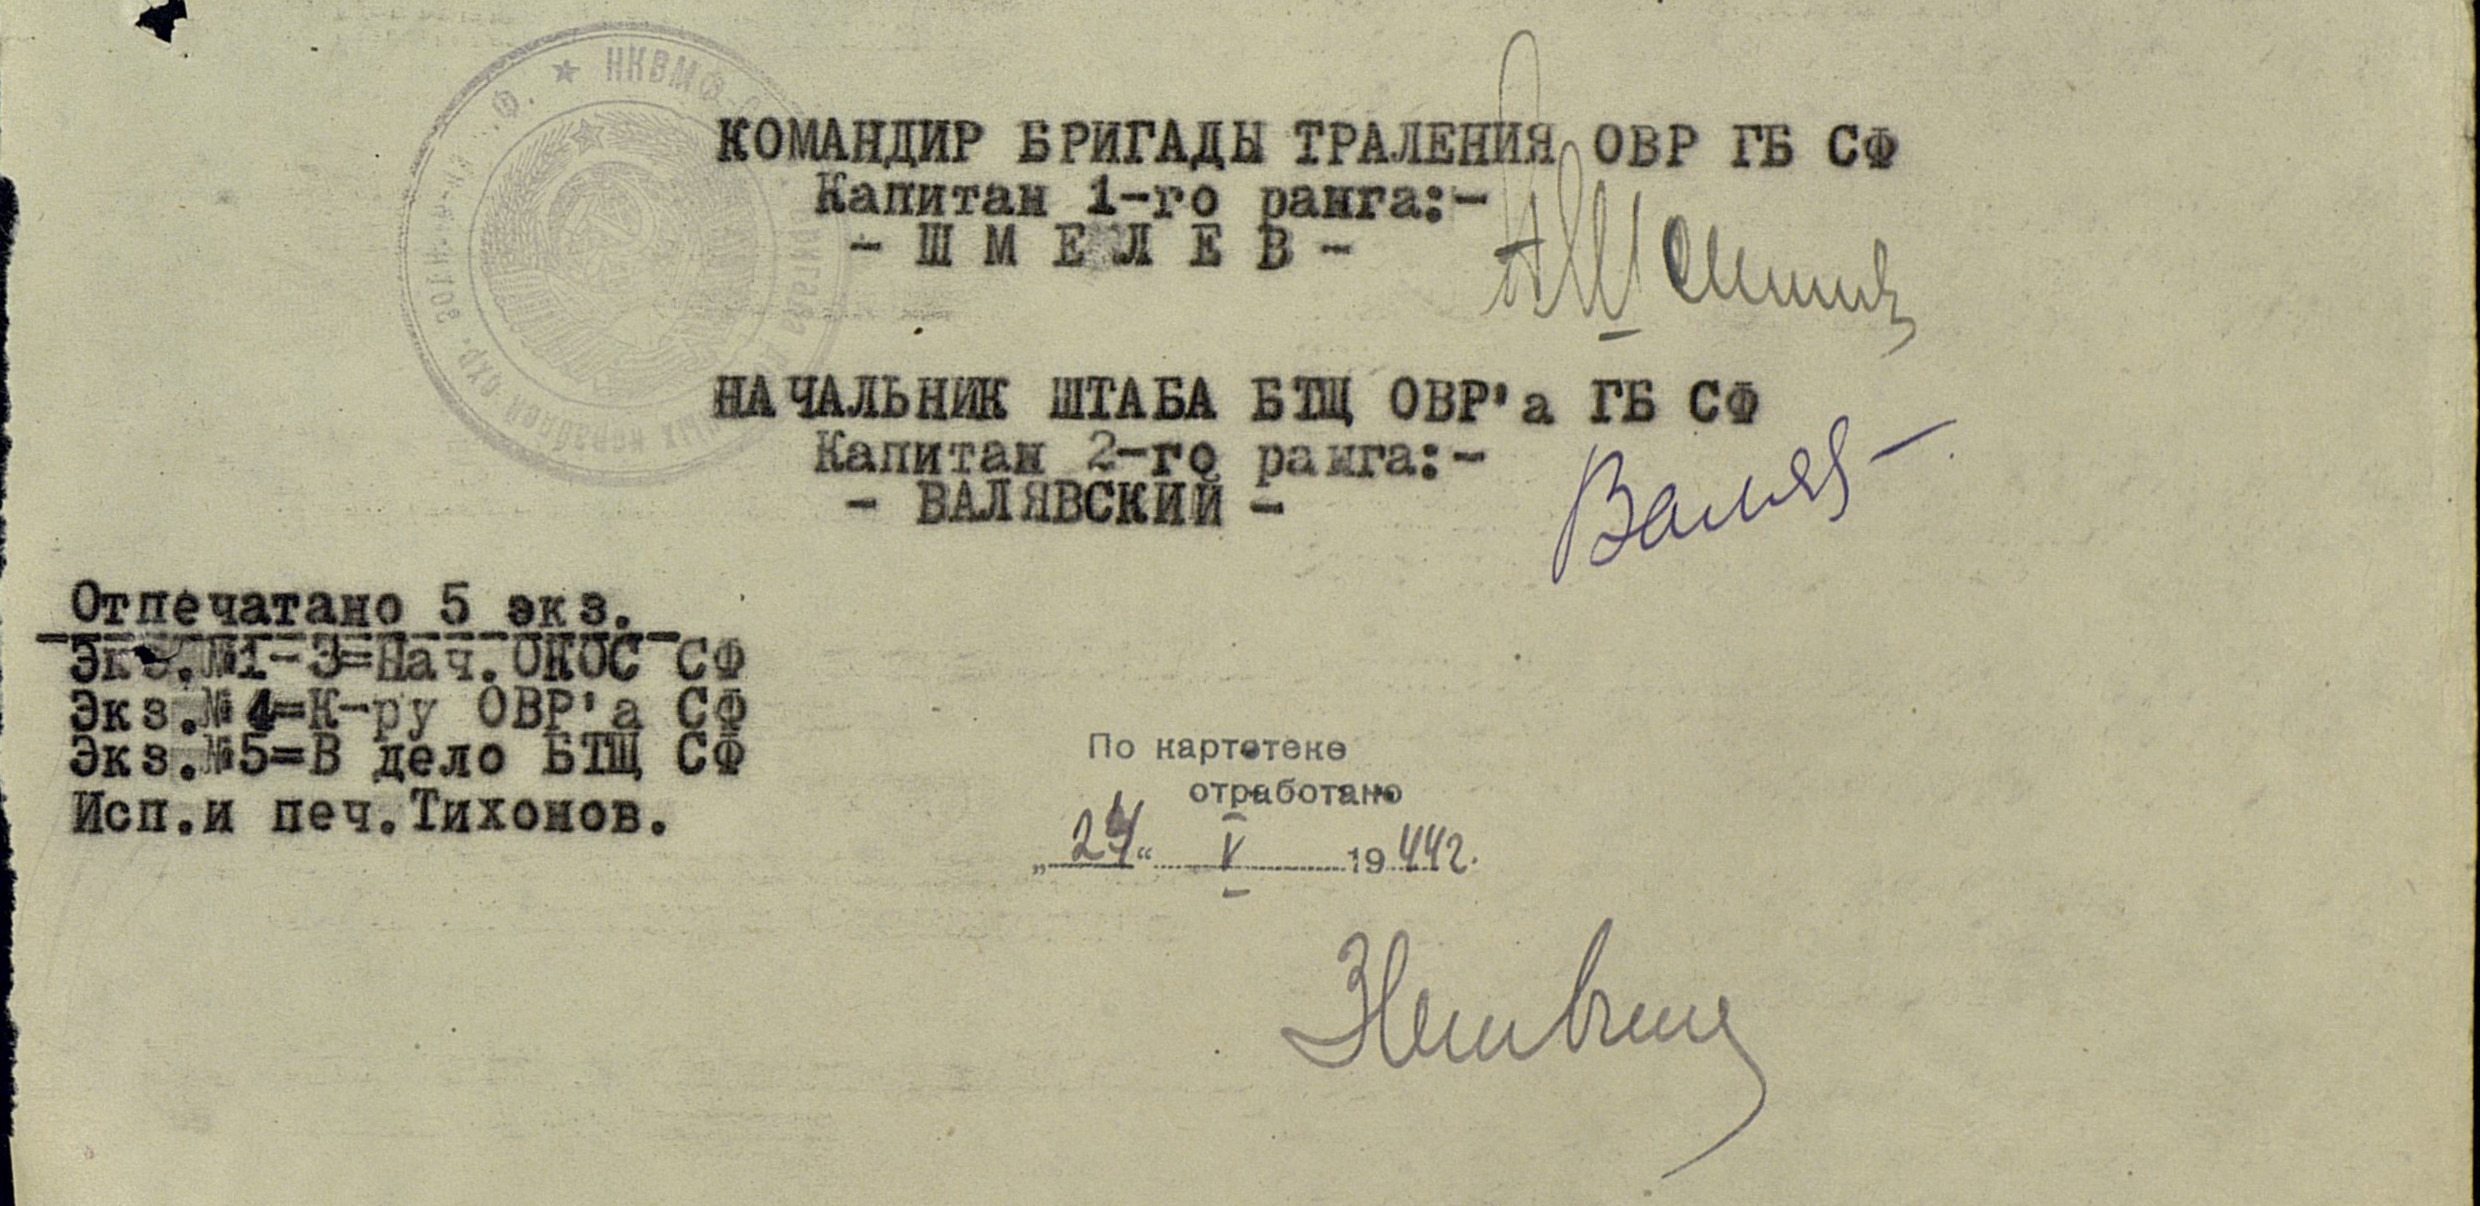 НКВМФ
КОМАНДИР БРИГАДЫ ТРАЛЕНИЯ ОВР ГБ СФ
Капитан 1-го ранга:-
- Ш М Е Л Е В -
НАЧАЛЬНИК ШТАБА БТЩ ОВР'а ГБ СФ
Капитан 2-го ранга:-
- ВАЛЯВСКИЙ -
Отпечатано 5 экз.
Экз.№1-3=Нач.ОНОС СФ
Экз.№4=К-ру ОВР'а СФ
Экз.№5=В дело БТЩ СФ
Исп.и печ.Тихонов.
По картотеке
отработано
„24“ V 1944г.